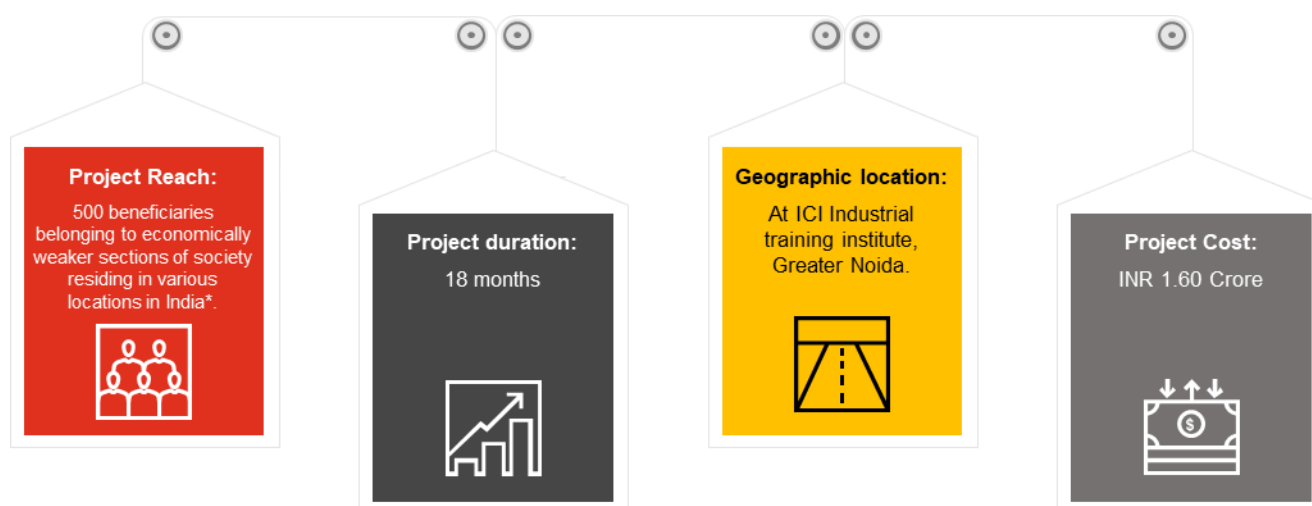 Project Reach:
500 beneficiaries
belonging to economically
weaker sections of society
residing in various
locations in India*.
Project duration:
18 months
Geographic location:
At ICI Industrial
training institute,
Greater Noida.
Project Cost:
INR 1.60 Crore
$